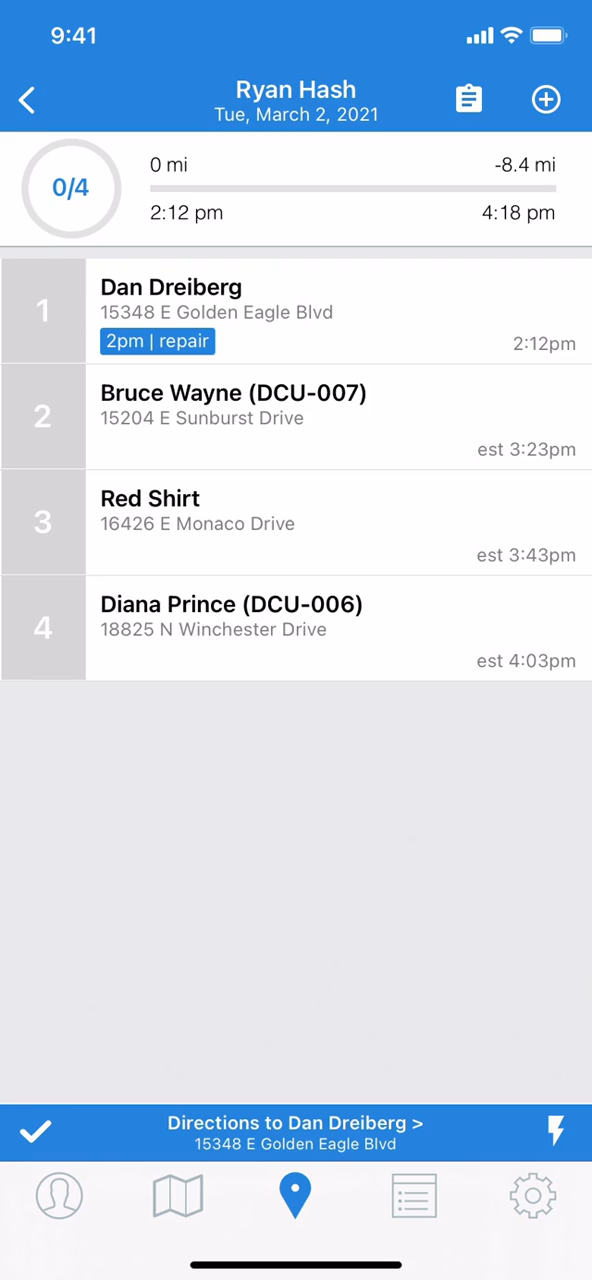 9:41
Ryan Hash
Tue, March 2, 2021
0/4
0 mi
-8.4 mi
2:12 pm
4:18 pm
1
Dan Dreiberg
15348 E Golden Eagle Blvd
2pm | repair
2:12pm
2
Bruce Wayne (DCU-007)
15204 E Sunburst Drive
est 3:23pm
3
Red Shirt
16426 E Monaco Drive
est 3:43pm
4
Diana Prince (DCU-006)
18825 N Winchester Drive
est 4:03pm
Directions to Dan Dreiberg >
15348 E Golden Eagle Blvd